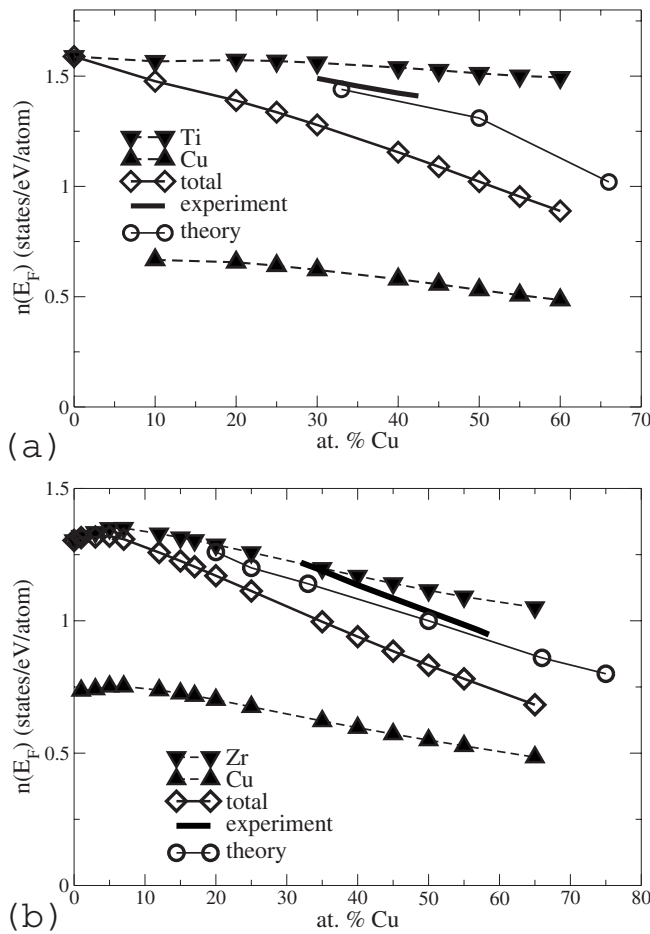 1.5
1
0.5
0
n(E_F) (states/eV/atom)
Ti
Cu
total
experiment
theory
0 10 20 30 40 50 60 70
at. % Cu
(a)
1.5
1
0.5
0
n(E_F) (states/eV/atom)
Zr
Cu
total
experiment
theory
0 10 20 30 40 50 60 70 80
at. % Cu
(b)